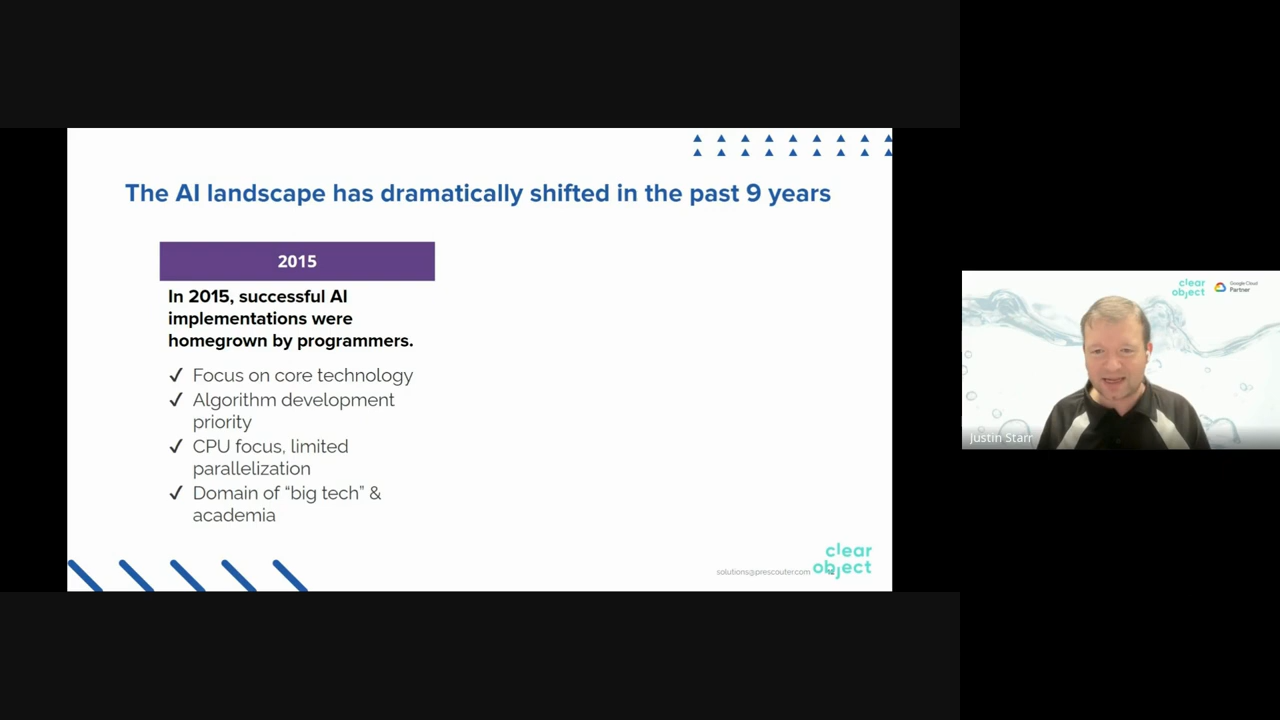 The AI landscape has dramatically shifted in the past 9 years
2015
In 2015, successful AI
implementations were
homegrown by programmers.
✓ Focus on core technology
✓ Algorithm development
priority
✓ CPU focus, limited
parallelization
✓ Domain of “big tech” &
academia
solutions@prescouter.com
clear
object
clear
object
Google Cloud
Partner
Justin Starr